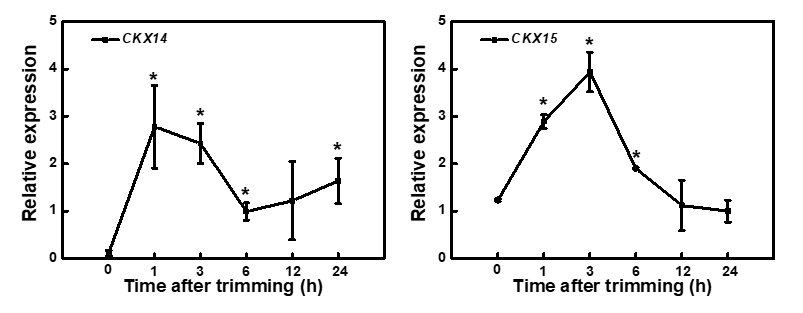 CKX14
Relative expression
5
4
3
2
1
0
*
*
*
*
0 1 3 6 12 24
Time after trimming (h)
CKX15
Relative expression
5
4
3
2
1
0
*
*
*
0 1 3 6 12 24
Time after trimming (h)